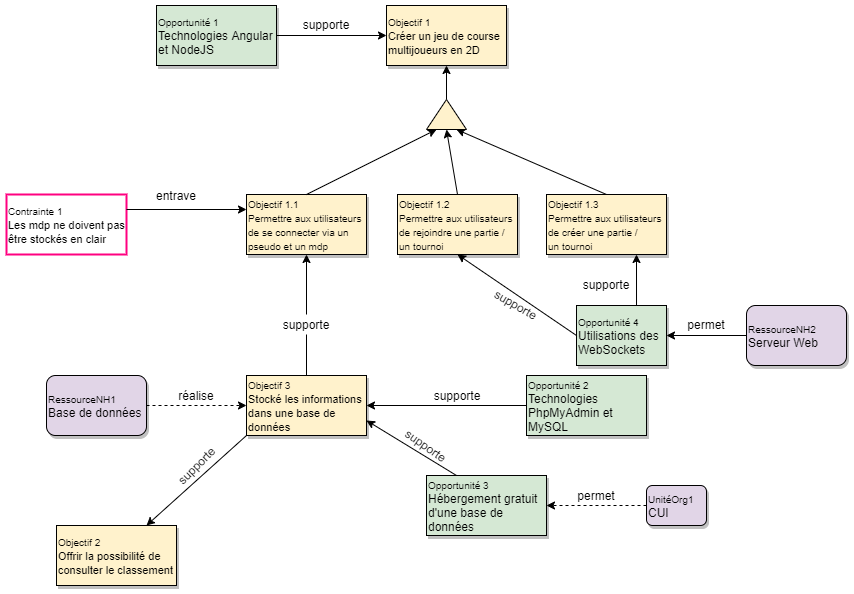 Opportunité 1
Technologies Angular
et NodeJS
supporte
Objectif 1
Créer un jeu de course
multijoueurs en 2D
Contrainte 1
Les mdp ne doivent pas
être stockés en clair
entrave
Objectif 1.1
Permettre aux utilisateurs
de se connecter via un
pseudo et un mdp
Objectif 1.2
Permettre aux utilisateurs
de rejoindre une partie /
un tournoi
Objectif 1.3
Permettre aux utilisateurs
de créer une partie /
un tournoi
supporte
supporte
supporte
Opportunité 4
Utilisations des
WebSockets
permet
RessourceNH2
Serveur Web
RessourceNH1
Base de données
réalise
Objectif 3
Stocké les informations
dans une base de
données
supporte
Opportunité 2
Technologies
PhpMyAdmin et
MySQL
supporte
supporte
Opportunité 3
Hébergement gratuit
d'une base de
données
permet
UnitéOrg1
CUI
Objectif 2
Offrir la possibilité de
consulter le classement